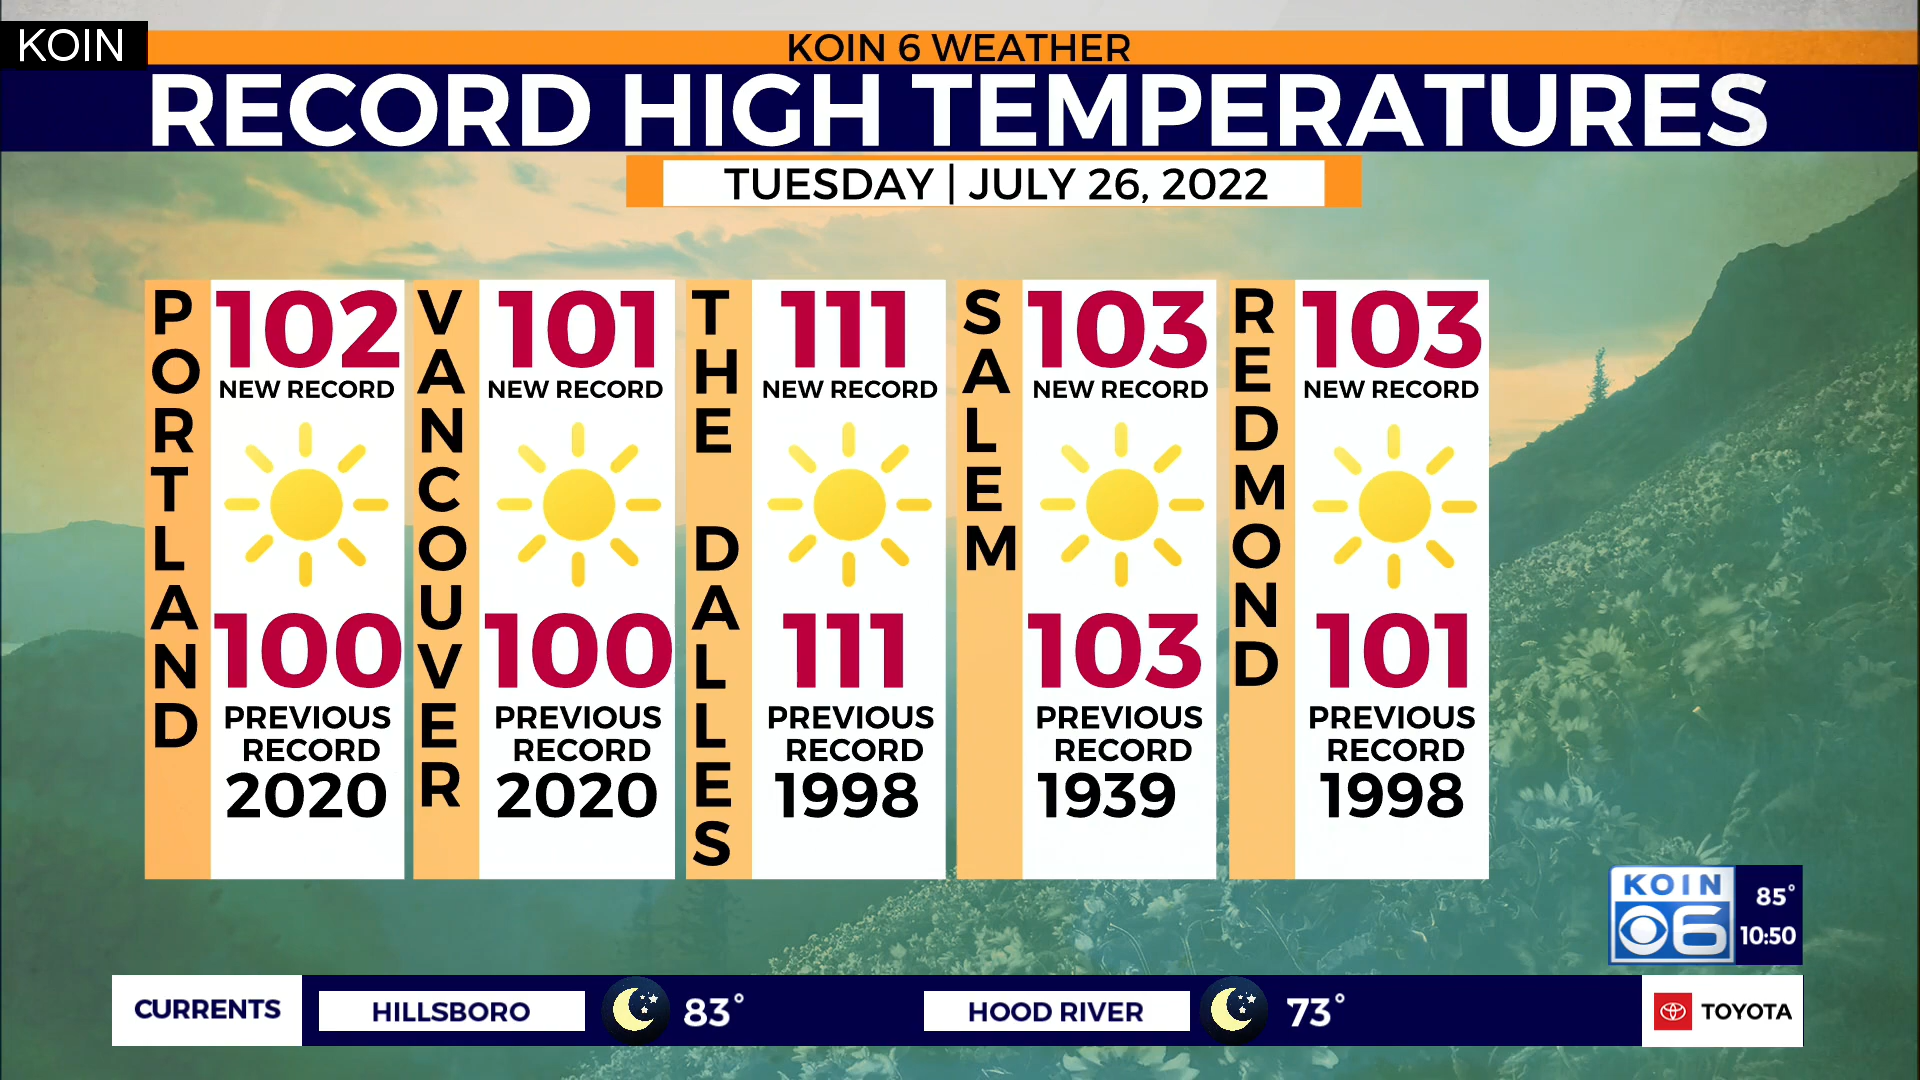 KOIN
KOIN 6 WEATHER
RECORD HIGH TEMPERATURES
TUESDAY | JULY 26, 2022
PORTLAND
102
NEW RECORD
100
PREVIOUS
RECORD
2020
VANCOUVER
101
NEW RECORD
100
PREVIOUS
RECORD
2020
THE DALLES
111
NEW RECORD
111
PREVIOUS
RECORD
1998
SALEM
103
NEW RECORD
103
PREVIOUS
RECORD
1939
REDMOND
103
NEW RECORD
101
PREVIOUS
RECORD
1998
KOIN
6
85°
10:50
CURRENTS
HILLSBORO 83°
HOOD RIVER 73°
TOYOTA